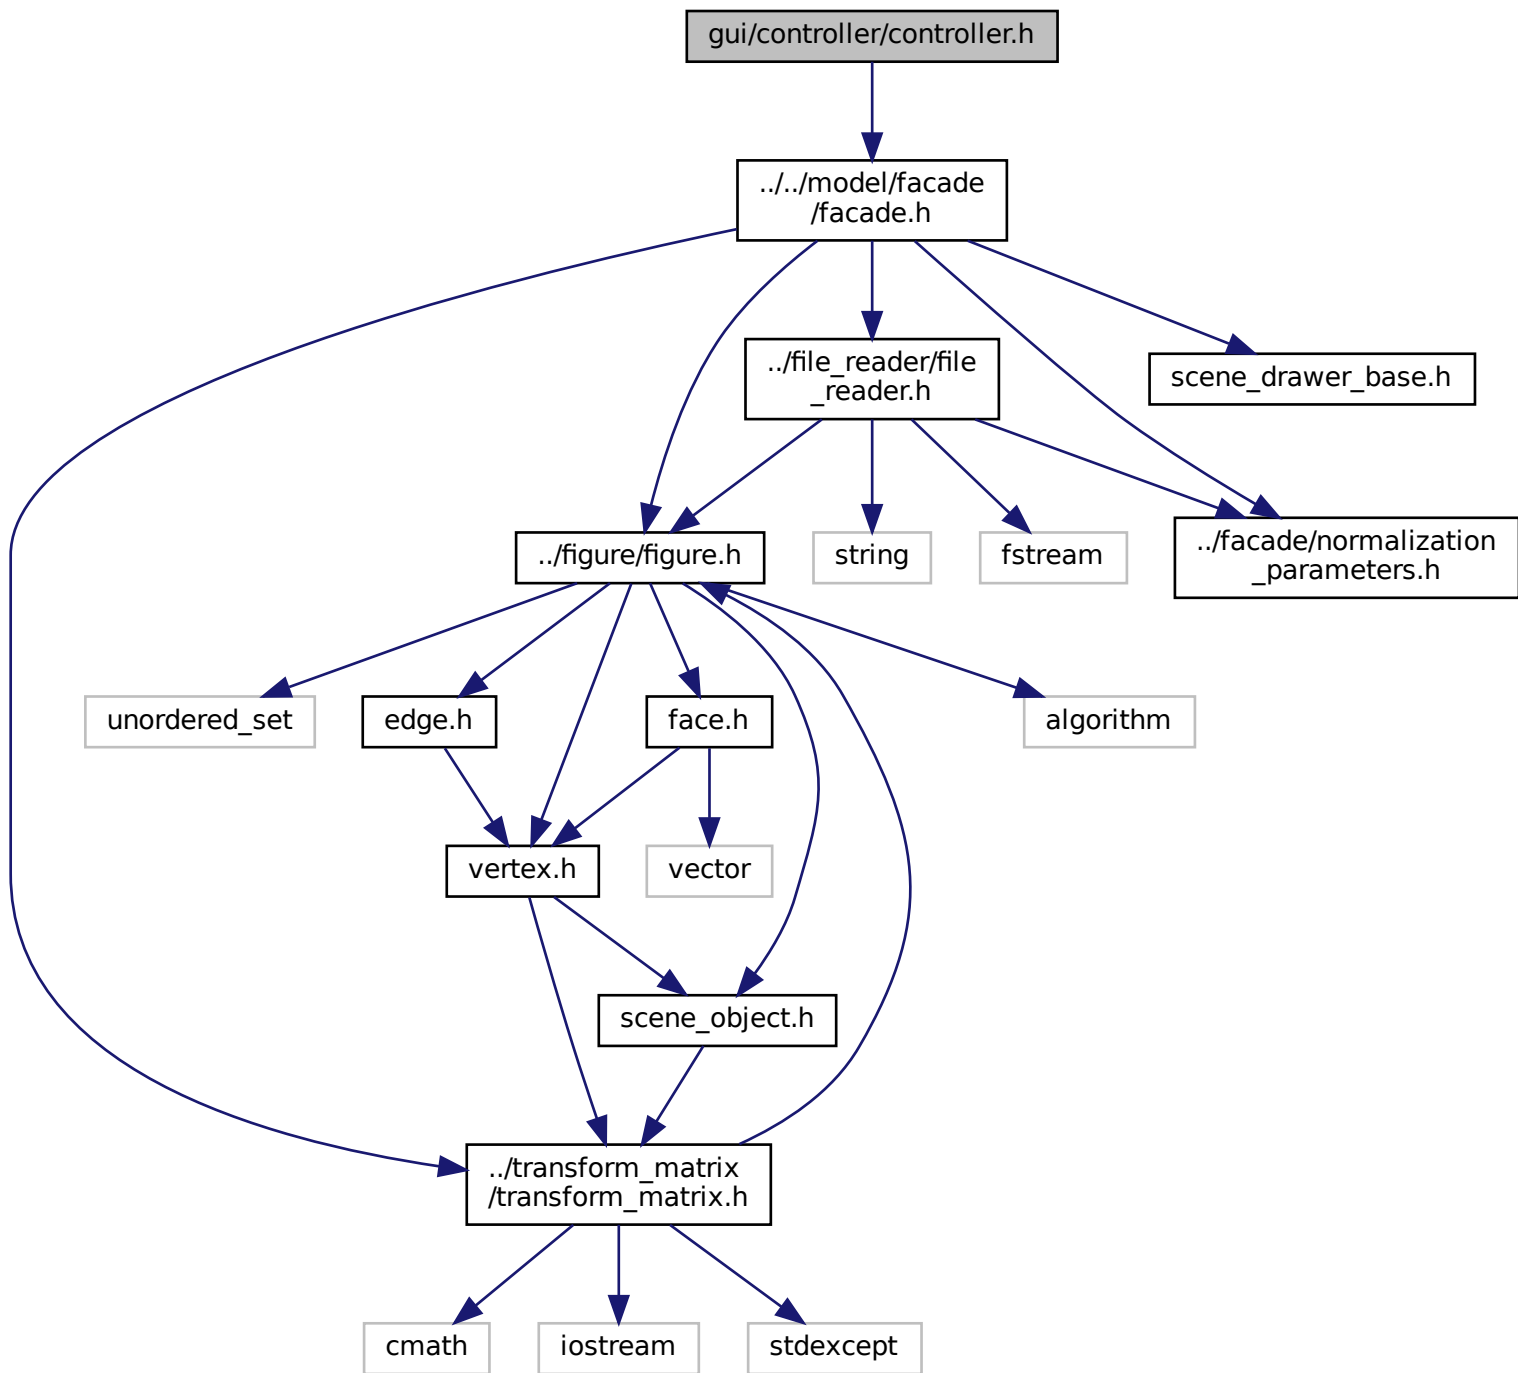 gui/controller/controller.h
../../model/facade
/facade.h
../file_reader/file
_reader.h
scene_drawer_base.h
../figure/figure.h
string
fstream
../facade/normalization
_parameters.h
unordered_set
edge.h
face.h
algorithm
vertex.h
vector
scene_object.h
../transform_matrix
/transform_matrix.h
cmath
iostream
stdexcept